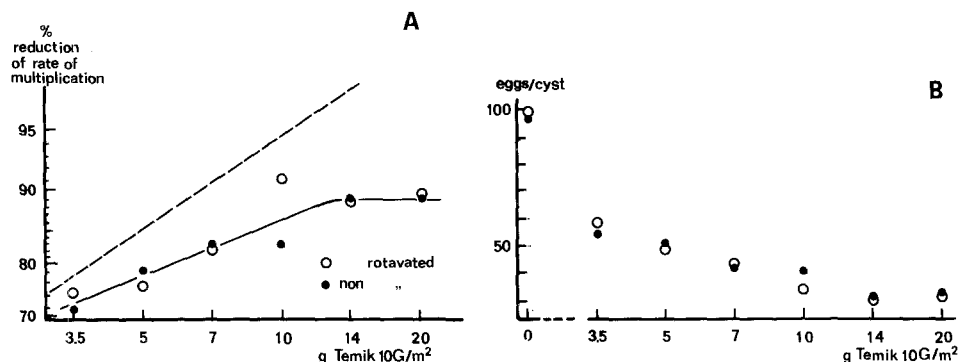 A
%
reduction
of rate of
multiplication
95
90
80
70
3.5 5 7 10 14 20
g Temik 10G/m²
rotavated
non „
B
eggs/cyst
100
50
0 3.5 5 7 10 14 20
g Temik 10G/m²